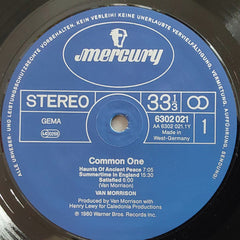 ALLE URHEBER- UND LEISTUNGSSCHUTZRECHTE VORBEHALTEN. KEIN UNERLAUBTE VERVIELFÄLTIGUNG, VERMIETUNG, AUFFÜHRUNG, SENDUNG!
mercury
STEREO 33 1/3
GEMA
6302 021
AA 6302 021.1Y
Made in
West-Germany
1
Common One
Haunts Of Ancient Peace 7:05
Summertime In England 15:30
Satisfied 6:00
(Van Morrison)
VAN MORRISON
Produced by Van Morrison with
Henry Lewy for Caledonia Productions
℗ 1980 Warner Bros. Records Inc.